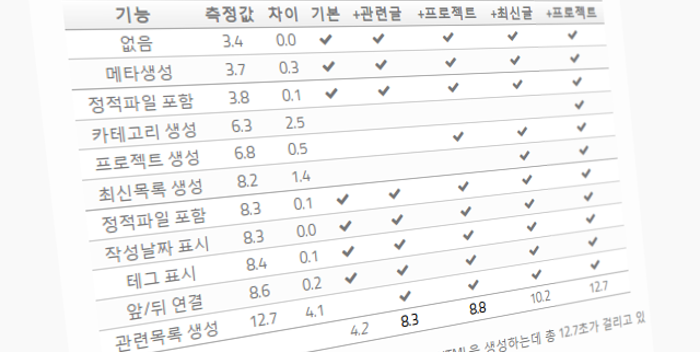 기능 측정값 차이 기본 +관련글 +프로젝트 +최신글 +프로젝트
없음 3.4 0.0 ✔ ✔ ✔ ✔ ✔
메타생성 3.7 0.3 ✔ ✔ ✔ ✔ ✔
정적파일 포함 3.8 0.1 ✔ ✔ ✔ ✔ ✔
카테고리 생성 6.3 2.5 ✔
프로젝트 생성 6.8 0.5 ✔ ✔ ✔
최신목록 생성 8.2 1.4 ✔ ✔
정적파일 포함 8.3 0.1 ✔ ✔ ✔ ✔ ✔
작성날짜 표시 8.3 0.0 ✔ ✔ ✔ ✔ ✔
테그 표시 8.4 0.1 ✔ ✔ ✔ ✔ ✔
앞/뒤 연결 8.6 0.2 ✔ ✔ ✔ ✔ ✔
관련목록 생성 12.7 4.1 ✔ ✔ ✔ ✔
4.2 8.3 8.8 10.2 12.7
을 생성하는데 총 12.7초가 걸리고 있